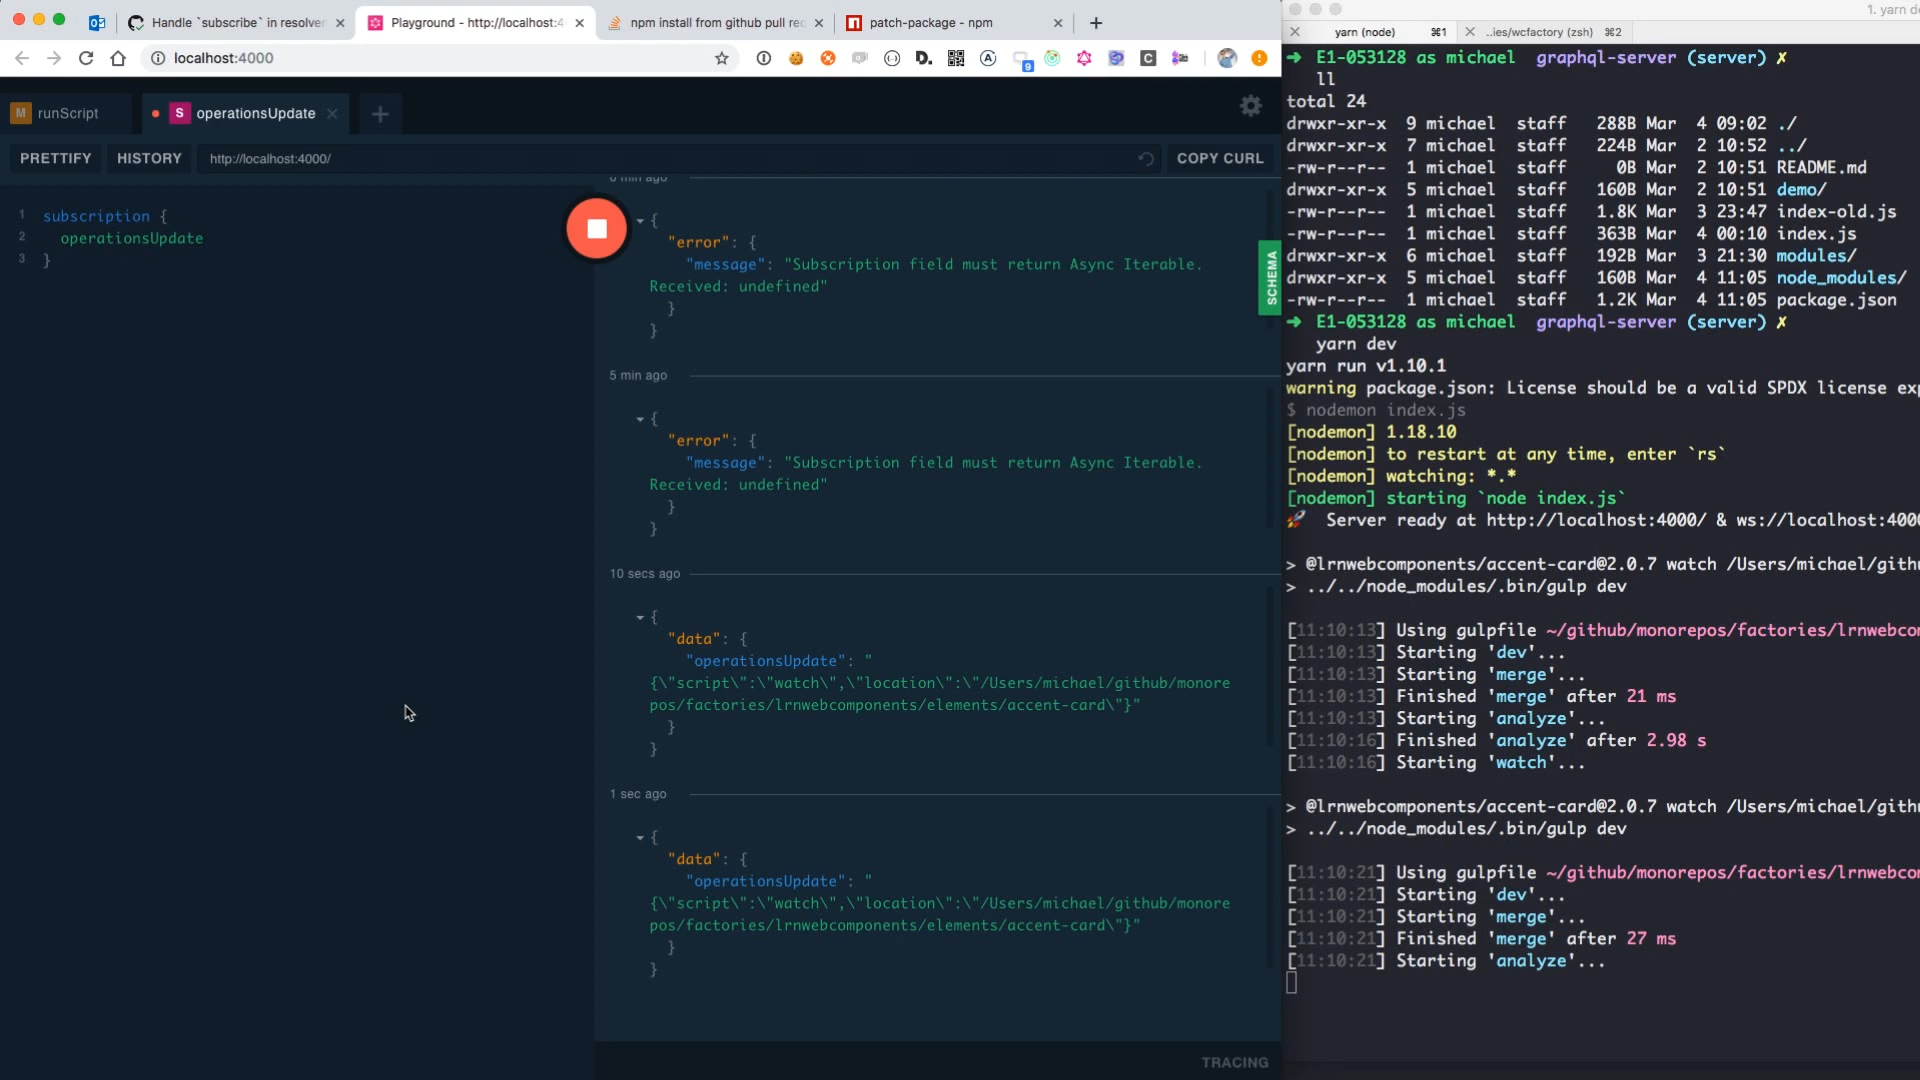 Handle `subscribe` in resolver
Playground - http://localhost:4
npm install from github pull req
patch-package - npm
localhost:4000
9
M runScript
S operationsUpdate
PRETTIFY
HISTORY
http://localhost:4000/
COPY CURL
1 subscription {
2 operationsUpdate
3 }
SCHEMA
{
"error": {
"message": "Subscription field must return Async Iterable.
Received: undefined"
}
}
5 min ago
{
"error": {
"message": "Subscription field must return Async Iterable.
Received: undefined"
}
}
10 secs ago
{
"data": {
"operationsUpdate": "
{\"script\":\"watch\",\"location\":\"/Users/michael/github/monore
pos/factories/lrnwebcomponents/elements/accent-card\"}"
}
}
1 sec ago
{
"data": {
"operationsUpdate": "
{\"script\":\"watch\",\"location\":\"/Users/michael/github/monore
pos/factories/lrnwebcomponents/elements/accent-card\"}"
}
}
TRACING
1. yarn de
yarn (node) ⌘1
..ies/wcfactory (zsh) ⌘2
➜ E1-053128 as michael graphql-server (server) ✗
ll
total 24
drwxr-xr-x 9 michael staff 288B Mar 4 09:02 ./
drwxr-xr-x 7 michael staff 224B Mar 2 10:52 ../
-rw-r--r-- 1 michael staff 0B Mar 2 10:51 README.md
drwxr-xr-x 5 michael staff 160B Mar 2 10:51 demo/
-rw-r--r-- 1 michael staff 1.8K Mar 3 23:47 index-old.js
-rw-r--r-- 1 michael staff 363B Mar 4 00:10 index.js
drwxr-xr-x 6 michael staff 192B Mar 3 21:30 modules/
drwxr-xr-x 5 michael staff 160B Mar 4 11:05 node_modules/
-rw-r--r-- 1 michael staff 1.2K Mar 4 11:05 package.json
➜ E1-053128 as michael graphql-server (server) ✗
yarn dev
yarn run v1.10.1
warning package.json: License should be a valid SPDX license exp
$ nodemon index.js
[nodemon] 1.18.10
[nodemon] to restart at any time, enter `rs`
[nodemon] watching: *.*
[nodemon] starting `node index.js`
🚀 Server ready at http://localhost:4000/ & ws://localhost:4000
> @lrnwebcomponents/accent-card@2.0.7 watch /Users/michael/gith
> ../../node_modules/.bin/gulp dev
[11:10:13] Using gulpfile ~/github/monorepos/factories/lrnwebco
[11:10:13] Starting 'dev'...
[11:10:13] Starting 'merge'...
[11:10:13] Finished 'merge' after 21 ms
[11:10:13] Starting 'analyze'...
[11:10:16] Finished 'analyze' after 2.98 s
[11:10:16] Starting 'watch'...
> @lrnwebcomponents/accent-card@2.0.7 watch /Users/michael/gith
> ../../node_modules/.bin/gulp dev
[11:10:21] Using gulpfile ~/github/monorepos/factories/lrnwebco
[11:10:21] Starting 'dev'...
[11:10:21] Starting 'merge'...
[11:10:21] Finished 'merge' after 27 ms
[11:10:21] Starting 'analyze'...